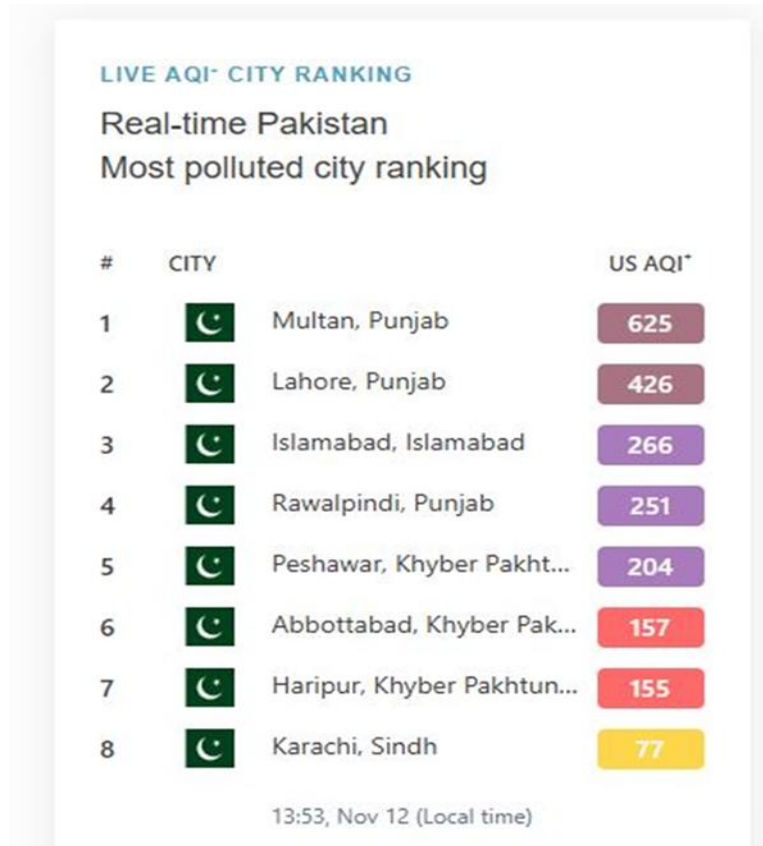 LIVE AQI⁺ CITY RANKING
Real-time Pakistan
Most polluted city ranking
# CITY US AQI⁺
1 Multan, Punjab 625
2 Lahore, Punjab 426
3 Islamabad, Islamabad 266
4 Rawalpindi, Punjab 251
5 Peshawar, Khyber Pakht... 204
6 Abbottabad, Khyber Pak... 157
7 Haripur, Khyber Pakhtun... 155
8 Karachi, Sindh 77
13:53, Nov 12 (Local time)